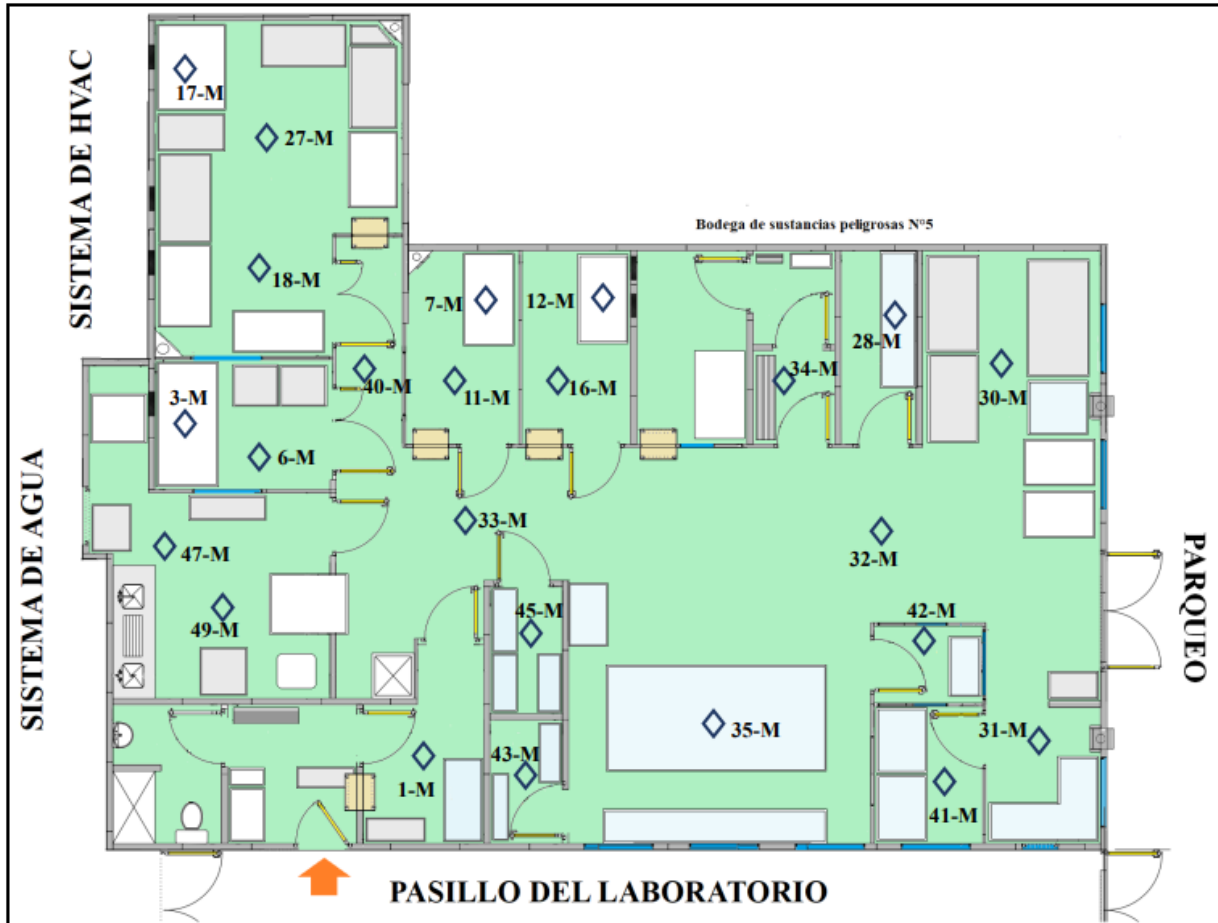 SISTEMA DE HVAC
17-M
27-M
Bodega de sustancias peligrosas N°5
18-M
7-M
12-M
28-M
34-M
3-M
40-M
11-M
16-M
30-M
6-M
SISTEMA DE AGUA
47-M
33-M
32-M
PARQUEO
49-M
45-M
42-M
35-M
31-M
43-M
1-M
41-M
PASILLO DEL LABORATORIO